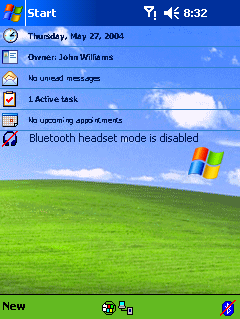 Start 8:32
Thursday, May 27, 2004
Owner: John Williams
No unread messages
1 Active task
No upcoming appointments
Bluetooth headset mode is disabled
New